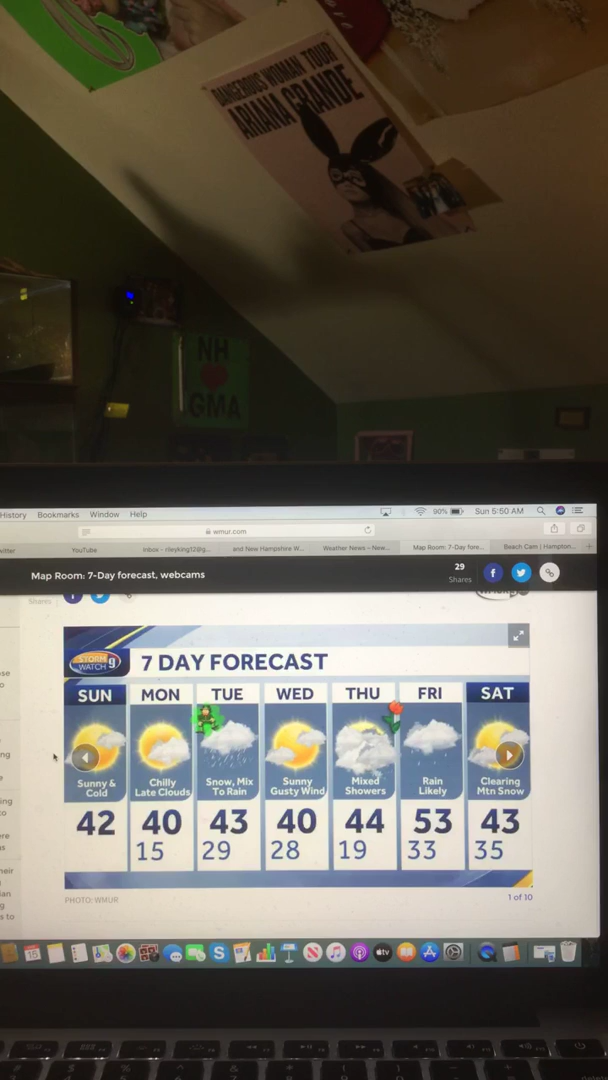 DANGEROUS WOMAN TOUR
ARIANA GRANDE
NH
GMA
History Bookmarks Window Help 90% Sun 5:50 AM
wmur.com
YouTube and New Hampshire W... Weather News – New... Map Room: 7-Day fore... Beach Cam | Hampton...
Map Room: 7-Day forecast, webcams 29
Shares
Shares
STORM
WATCH 9 7 DAY FORECAST
SUN MON TUE WED THU FRI SAT
Sunny & Cold
Chilly Late Clouds
Snow, Mix To Rain
Sunny Gusty Wind
Mixed Showers
Rain Likely
Clearing Mtn Snow
42 40 43 40 44 53 43
15 29 28 19 33 35
PHOTO: WMUR 1 of 10